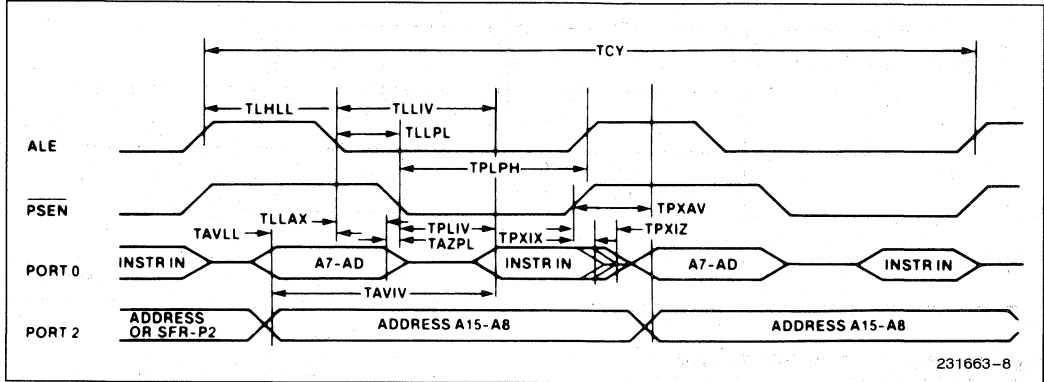 TCY
TLHLL
TLLIV
TLLPL
ALE
TPLPH
PSEN
TLLAX
TPXAV
TPLIV
TAVLL
TAZPL
TPXIX
TPXIZ
PORT 0
INSTR IN
A7-AD
INSTR IN
A7-AD
INSTR IN
TAVIV
PORT 2
ADDRESS
OR SFR-P2
ADDRESS A15-A8
ADDRESS A15-A8
231663-8